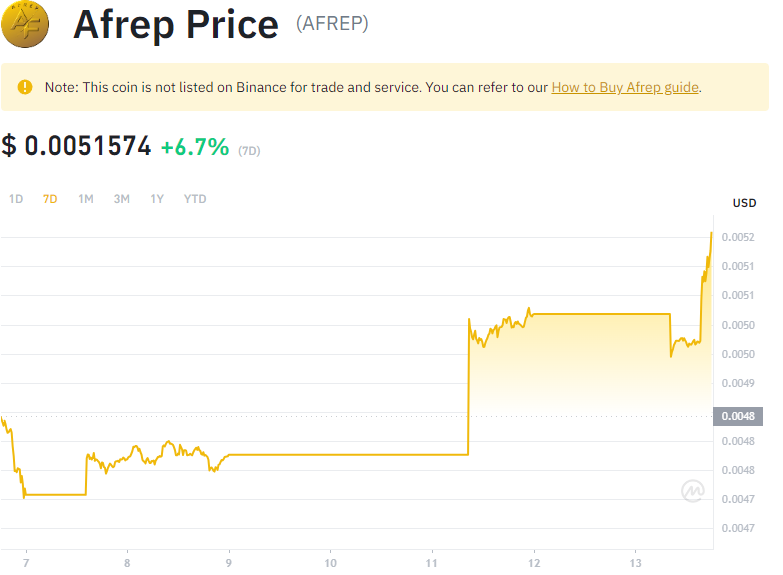 Afrep Price (AFREP)
Note: This coin is not listed on Binance for trade and service. You can refer to our How to Buy Afrep guide.
$ 0.0051574 +6.7% (7D)
1D 7D 1M 3M 1Y YTD
USD
0.0052
0.0051
0.0051
0.0050
0.0050
0.0049
0.0048
0.0048
0.0048
0.0047
0.0047
7 8 9 10 11 12 13